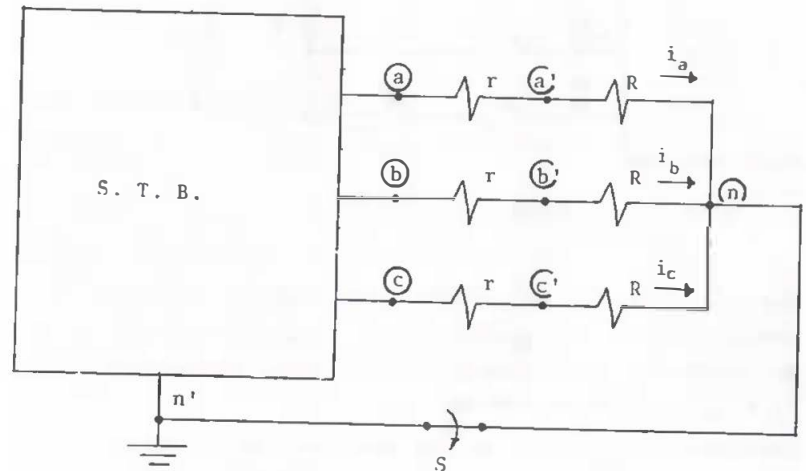 i_a
a r a' R
i_b
b r b' R n
S. T. B.
i_c
c r c' R
n'
S